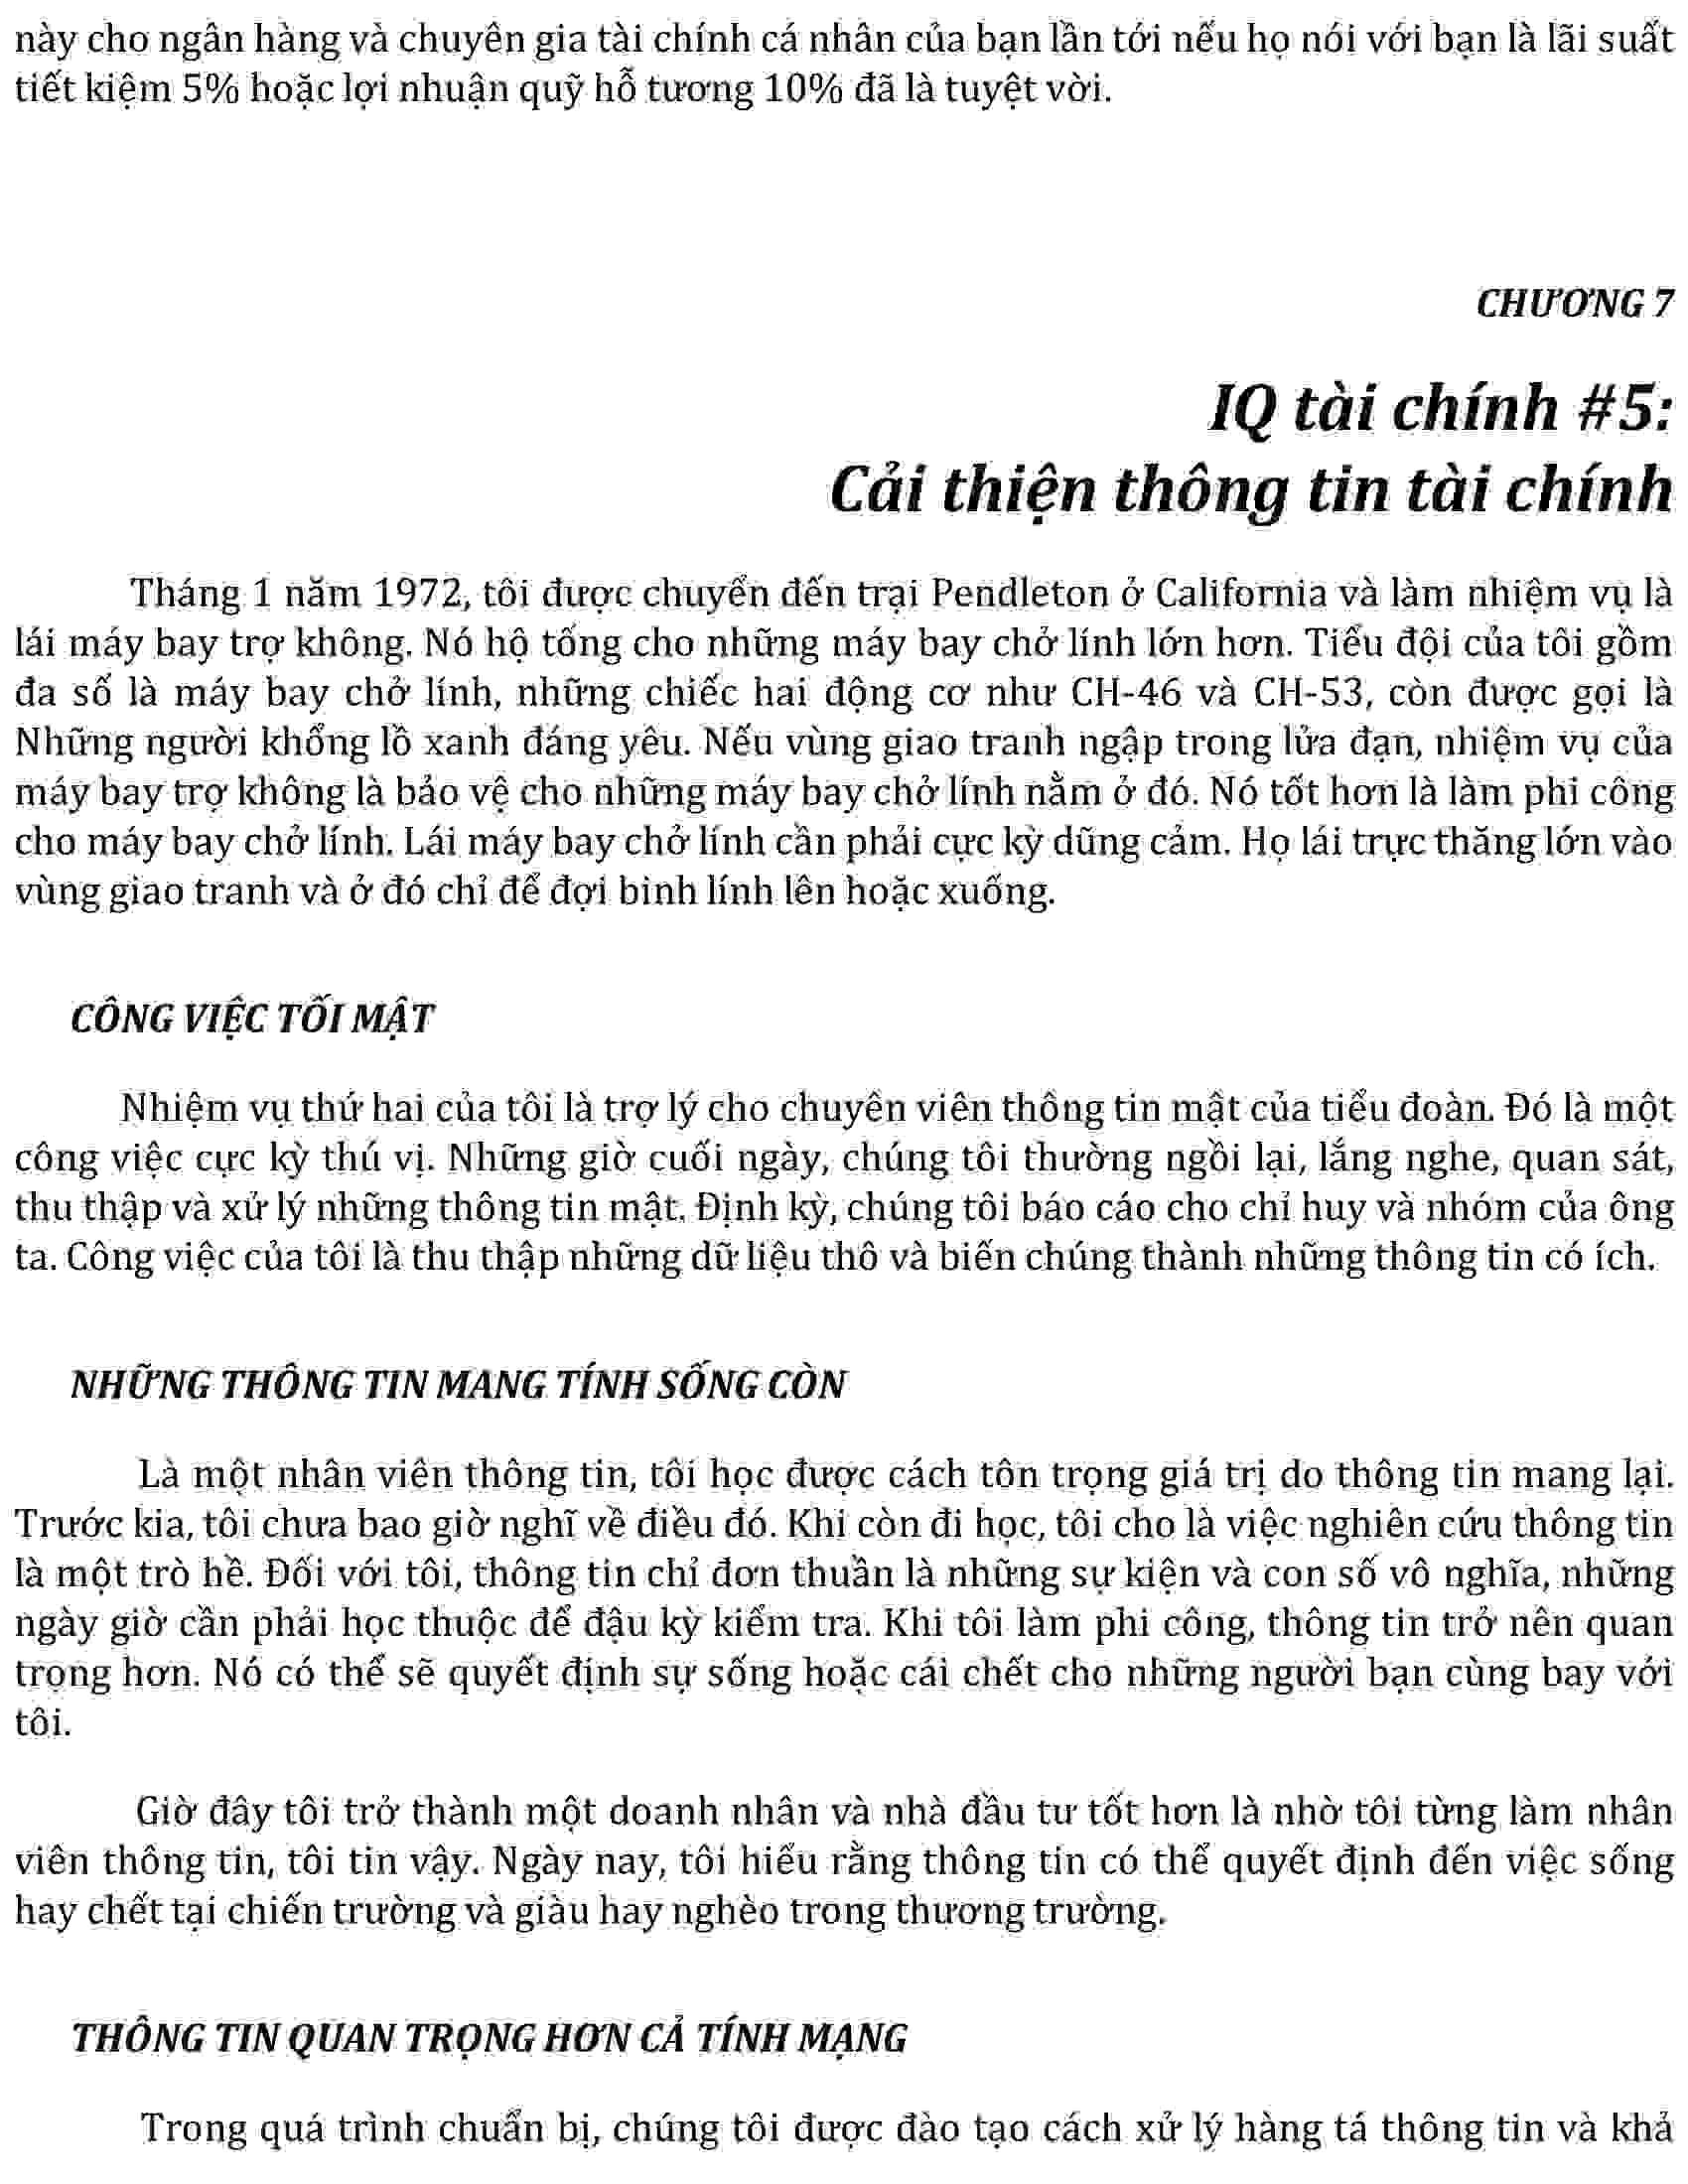 này cho ngân hàng và chuyên gia tài chính cá nhân của bạn lần tới nếu họ nói với bạn là lãi suất
tiết kiệm 5% hoặc lợi nhuận quỹ hỗ tương 10% đã là tuyệt vời.
CHƯƠNG 7
IQ tài chính #5:
Cải thiện thông tin tài chính
Tháng 1 năm 1972, tôi được chuyển đến trại Pendleton ở California và làm nhiệm vụ là
lái máy bay trợ không. Nó hộ tống cho những máy bay chở lính lớn hơn. Tiểu đội của tôi gồm
đa số là máy bay chở lính, những chiếc hai động cơ như CH-46 và CH-53, còn được gọi là
Những người khổng lồ xanh đáng yêu. Nếu vùng giao tranh ngập trong lửa đạn, nhiệm vụ của
máy bay trợ không là bảo vệ cho những máy bay chở lính nằm ở đó. Nó tốt hơn là làm phi công
cho máy bay chở lính. Lái máy bay chở lính cần phải cực kỳ dũng cảm. Họ lái trực thăng lớn vào
vùng giao tranh và ở đó chỉ để đợi binh lính lên hoặc xuống.
CÔNG VIỆC TỐI MẬT
Nhiệm vụ thứ hai của tôi là trợ lý cho chuyên viên thông tin mật của tiểu đoàn. Đó là một
công việc cực kỳ thú vị. Những giờ cuối ngày, chúng tôi thường ngồi lại, lắng nghe, quan sát,
thu thập và xử lý những thông tin mật. Định kỳ, chúng tôi báo cáo cho chỉ huy và nhóm của ông
ta. Công việc của tôi là thu thập những dữ liệu thô và biến chúng thành những thông tin có ích.
NHỮNG THÔNG TIN MANG TÍNH SỐNG CÒN
Là một nhân viên thông tin, tôi học được cách tôn trọng giá trị do thông tin mang lại.
Trước kia, tôi chưa bao giờ nghĩ về điều đó. Khi còn đi học, tôi cho là việc nghiên cứu thông tin
là một trò hề. Đối với tôi, thông tin chỉ đơn thuần là những sự kiện và con số vô nghĩa, những
ngày giờ cần phải học thuộc để đậu kỳ kiểm tra. Khi tôi làm phi công, thông tin trở nên quan
trọng hơn. Nó có thể sẽ quyết định sự sống hoặc cái chết cho những người bạn cùng bay với
tôi.
Giờ đây tôi trở thành một doanh nhân và nhà đầu tư tốt hơn là nhờ tôi từng làm nhân
viên thông tin, tôi tin vậy. Ngày nay, tôi hiểu rằng thông tin có thể quyết định đến việc sống
hay chết tại chiến trường và giàu hay nghèo trong thương trường.
THÔNG TIN QUAN TRỌNG HƠN CẢ TÍNH MẠNG
Trong quá trình chuẩn bị, chúng tôi được đào tạo cách xử lý hàng tá thông tin và khả